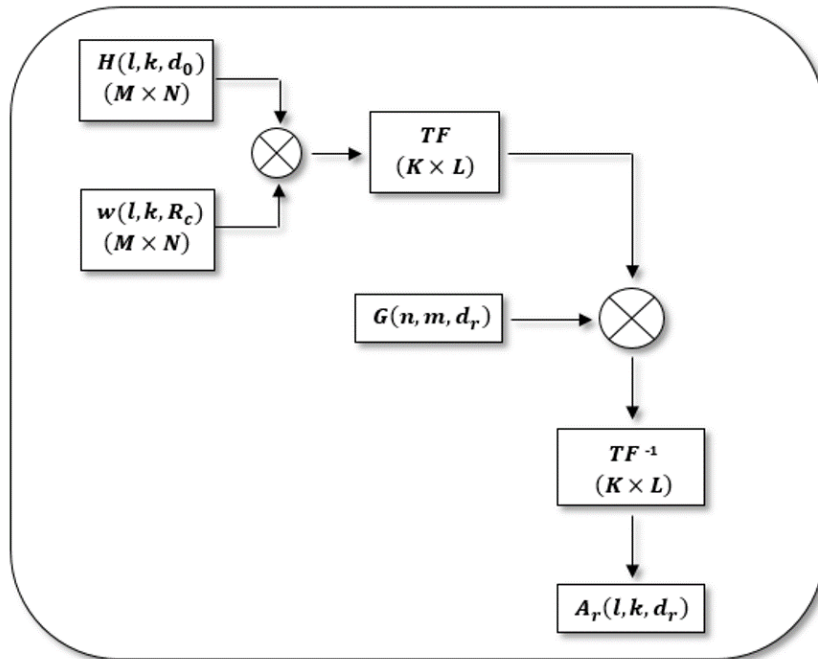 H(l, k, d₀)
(M × N)
TF
(K × L)
w(l, k, R_c)
(M × N)
G(n, m, d_r)
TF⁻¹
(K × L)
A_r(l, k, d_r)